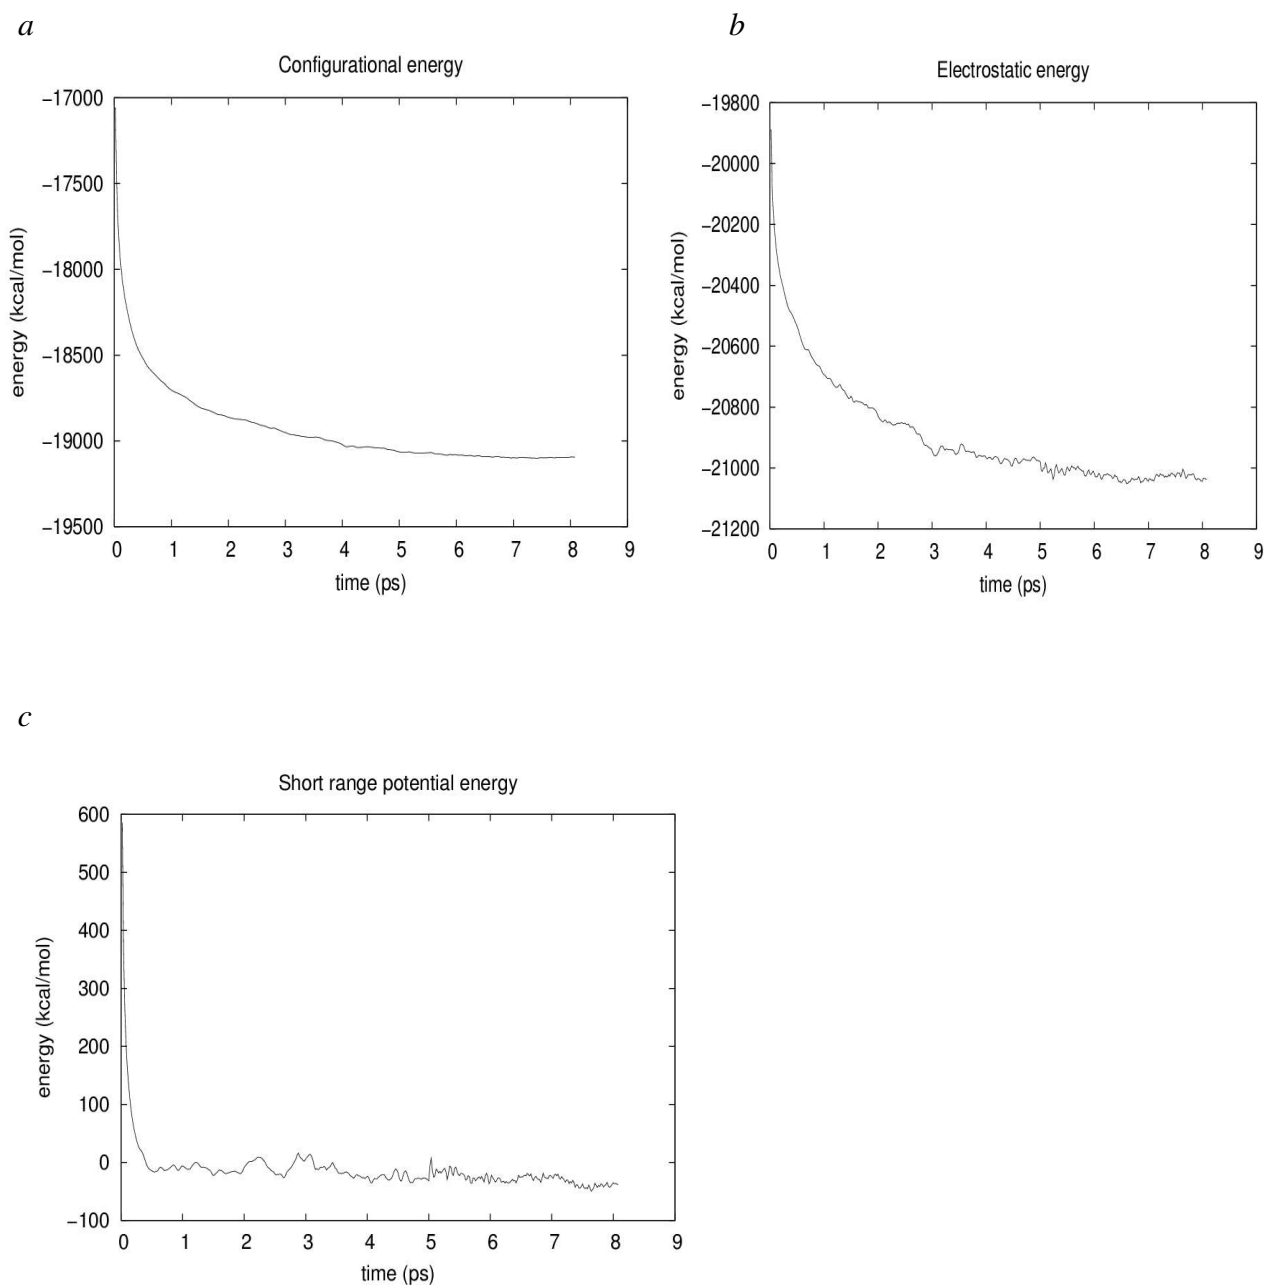 a
Configurational energy
−17000
−17500
−18000
−18500
−19000
−19500
energy (kcal/mol)
0 1 2 3 4 5 6 7 8 9
time (ps)
b
Electrostatic energy
−19800
−20000
−20200
−20400
−20600
−20800
−21000
−21200
energy (kcal/mol)
0 1 2 3 4 5 6 7 8 9
time (ps)
c
Short range potential energy
600
500
400
300
200
100
0
−100
energy (kcal/mol)
0 1 2 3 4 5 6 7 8 9
time (ps)